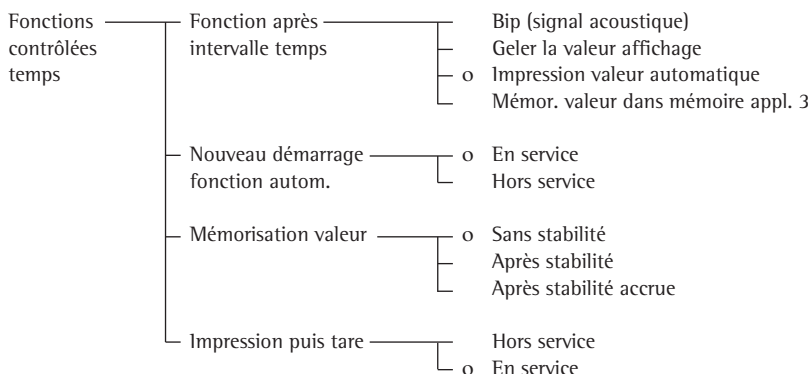 Fonctions contrôlées temps
Fonction après intervalle temps
Bip (signal acoustique)
Geler la valeur affichage
o Impression valeur automatique
Mémor. valeur dans mémoire appl. 3
Nouveau démarrage fonction autom.
o En service
Hors service
Mémorisation valeur
o Sans stabilité
Après stabilité
Après stabilité accrue
Impression puis tare
Hors service
o En service